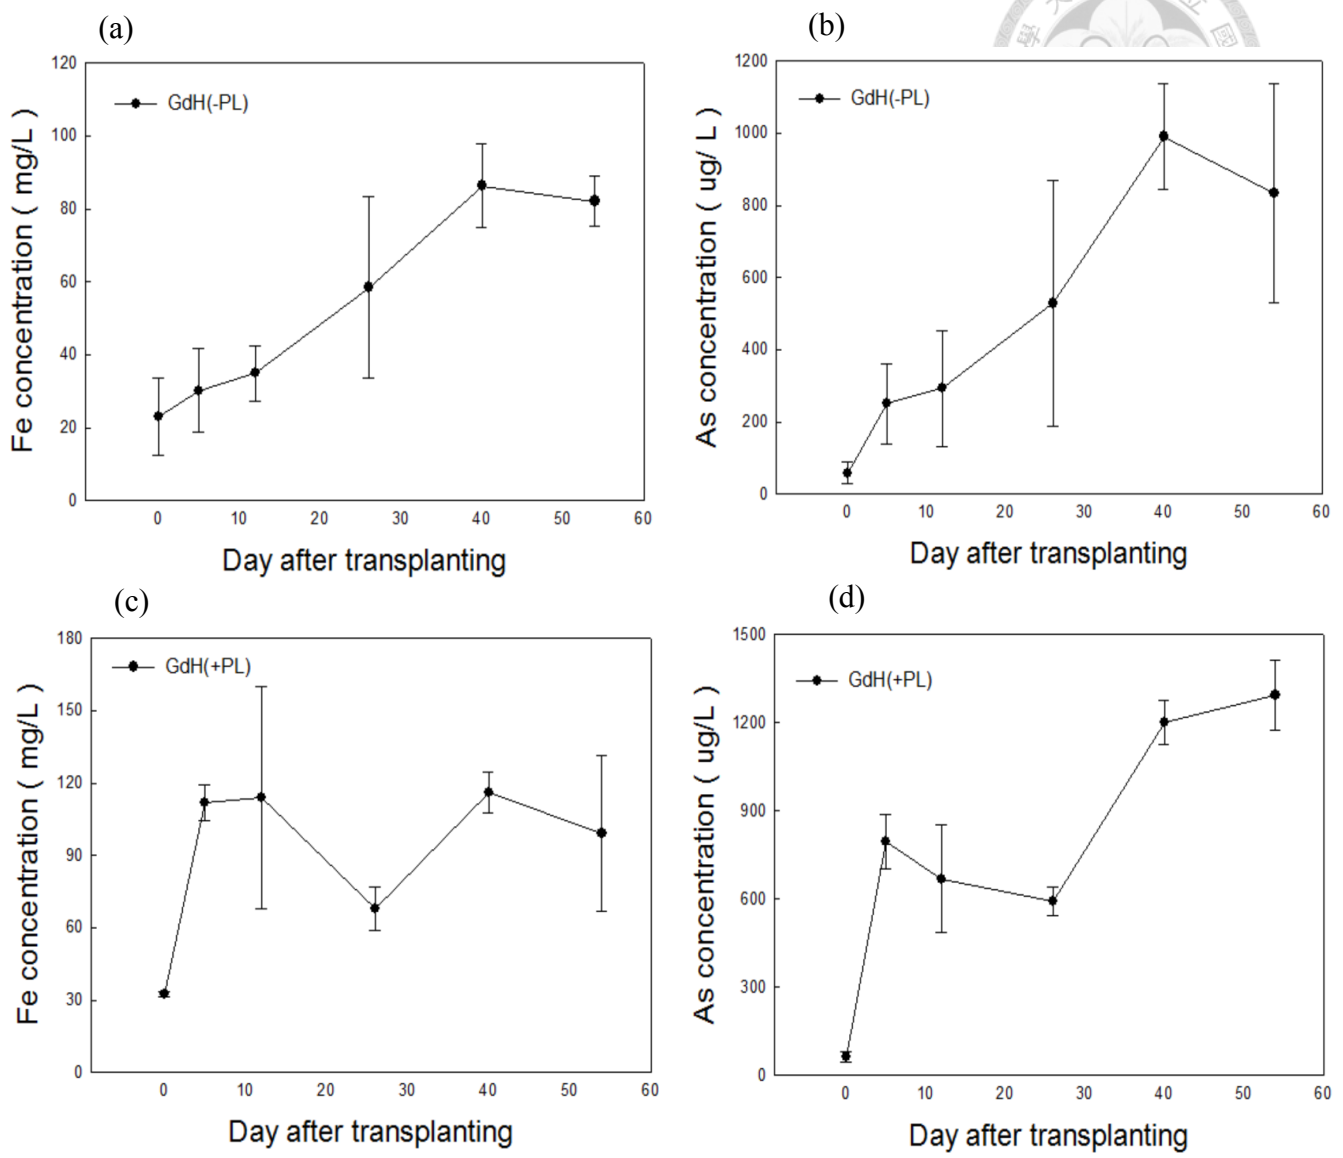 (a)
120
100
80
60
40
20
0
Fe concentration ( mg/L )
GdH(-PL)
0 10 20 30 40 50 60
Day after transplanting
(b)
學 大 立 國
1200
1000
800
600
400
200
0
As concentration ( ug/ L )
GdH(-PL)
0 10 20 30 40 50 60
Day after transplanting
(c)
180
150
120
90
60
30
0
Fe concentration ( mg/L )
GdH(+PL)
0 10 20 30 40 50 60
Day after transplanting
(d)
1500
1200
900
600
300
0
As concentration ( ug/L )
GdH(+PL)
0 10 20 30 40 50 60
Day after transplanting